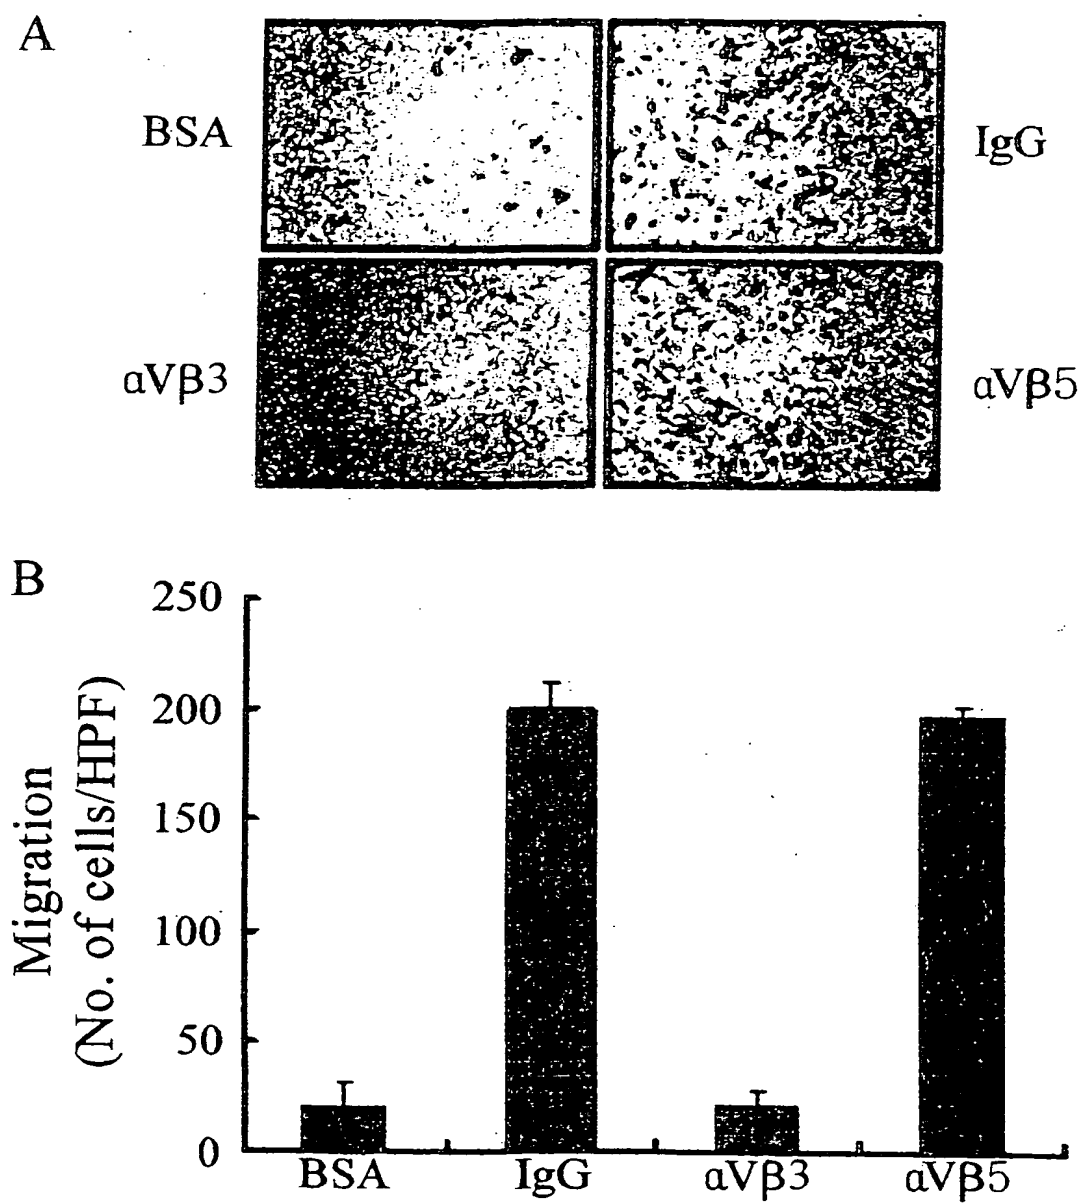 A
BSA
IgG
αVβ3
αVβ5
B
250
200
150
100
50
0
Migration
(No. of cells/HPF)
BSA IgG αVβ3 αVβ5